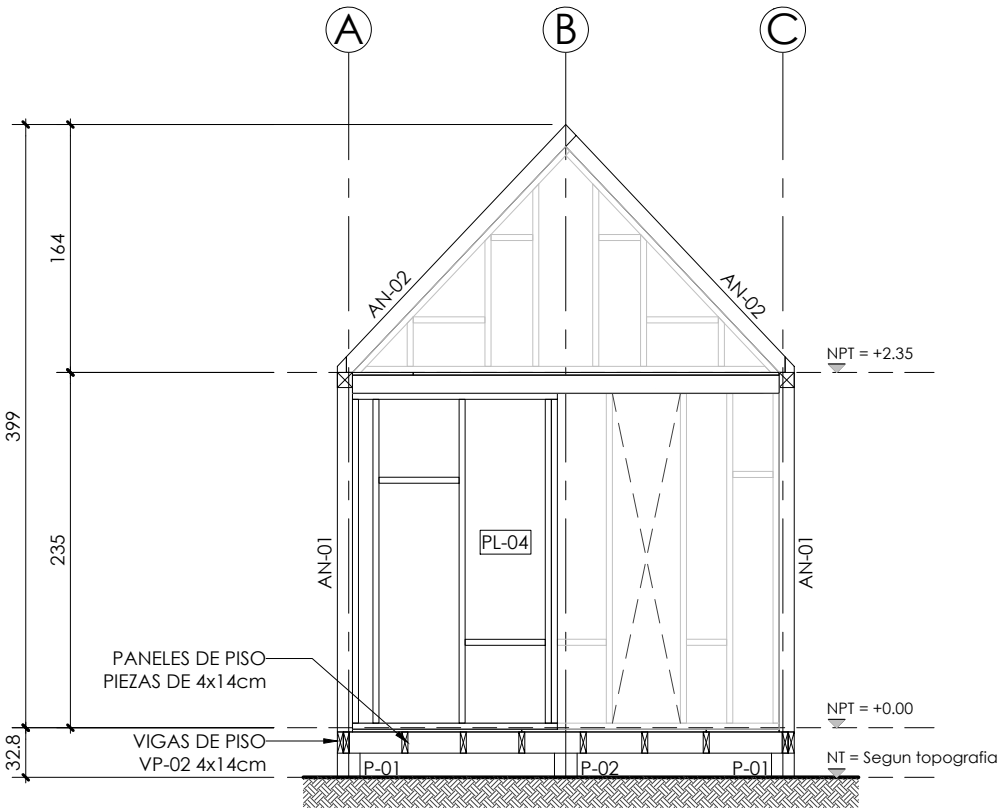 A
B
C
164
399
235
32.8
AN-02
AN-02
NPT = +2.35
AN-01
AN-01
PL-04
PANELES DE PISO
PIEZAS DE 4x14cm
NPT = +0.00
VIGAS DE PISO
VP-02 4x14cm
P-01
P-02
P-01
NT = Segun topografia